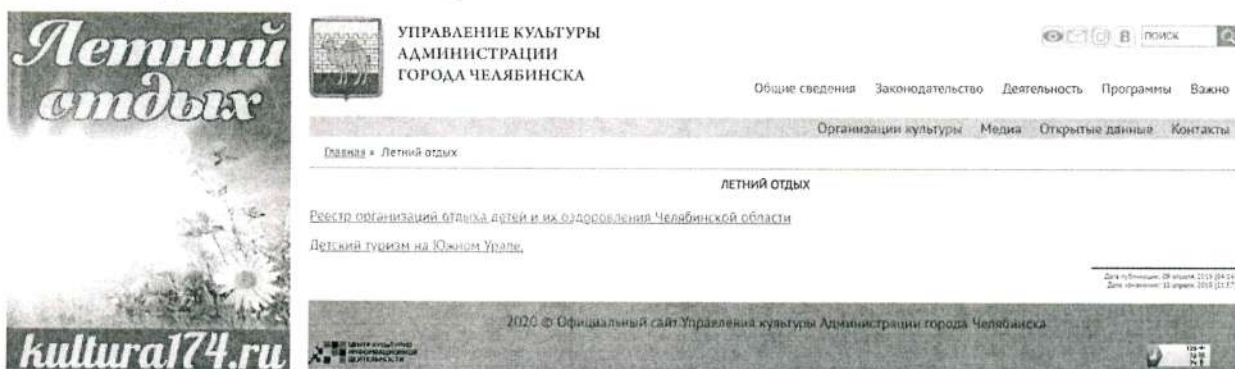 Летний
отдых
kultura174.ru
УПРАВЛЕНИЕ КУЛЬТУРЫ
АДМИНИСТРАЦИИ
ГОРОДА ЧЕЛЯБИНСКА
В ПОИСК
Общие сведения Законодательство Деятельность Программы Важно
Организации культуры Медиа Открытые данные Контакты
Главная » Летний отдых
ЛЕТНИЙ ОТДЫХ
Реестр организаций отдыха детей и их оздоровления Челябинской области
Детский туризм на Южном Урале.
2020 © Официальный сайт Управления культуры Администрации города Челябинска